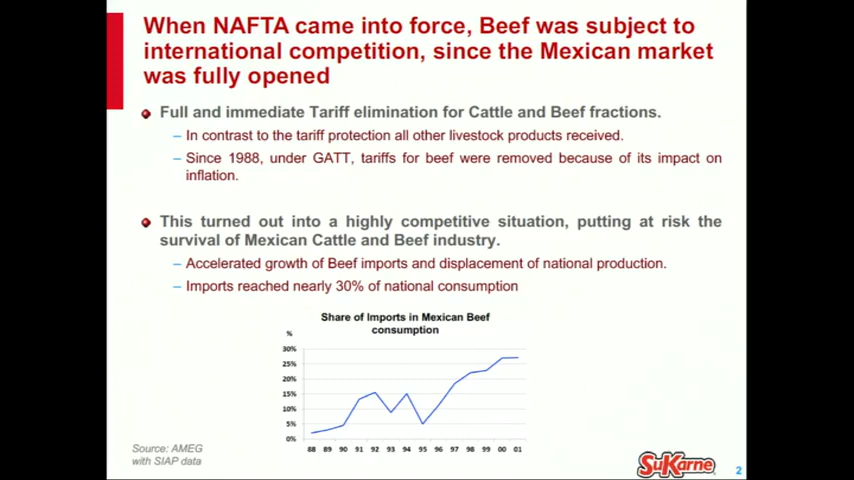 When NAFTA came into force, Beef was subject to
international competition, since the Mexican market
was fully opened
Full and immediate Tariff elimination for Cattle and Beef fractions.
– In contrast to the tariff protection all other livestock products received.
– Since 1988, under GATT, tariffs for beef were removed because of its impact on
inflation.
This turned out into a highly competitive situation, putting at risk the
survival of Mexican Cattle and Beef industry.
– Accelerated growth of Beef imports and displacement of national production.
– Imports reached nearly 30% of national consumption
Share of Imports in Mexican Beef
consumption
%
30%
25%
20%
15%
10%
5%
0%
88 89 90 91 92 93 94 95 96 97 98 99 00 01
Source: AMEG
with SIAP data
SuKarne
2